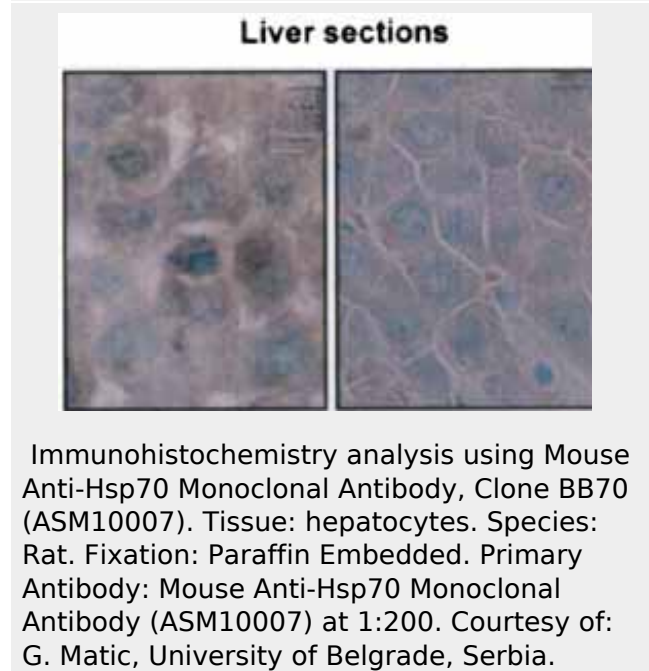 Liver sections
Immunohistochemistry analysis using Mouse
Anti-Hsp70 Monoclonal Antibody, Clone BB70
(ASM10007). Tissue: hepatocytes. Species:
Rat. Fixation: Paraffin Embedded. Primary
Antibody: Mouse Anti-Hsp70 Monoclonal
Antibody (ASM10007) at 1:200. Courtesy of:
G. Matic, University of Belgrade, Serbia.